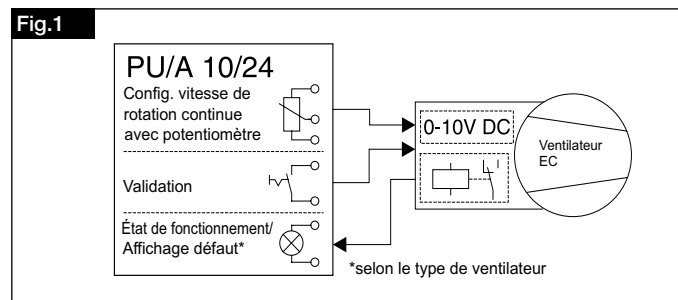 Fig.1
PU/A 10/24
Config. vitesse de
rotation continue
avec potentiomètre
Validation
État de fonctionnement/
Affichage défaut*
0-10V DC
Ventilateur
EC
*selon le type de ventilateur